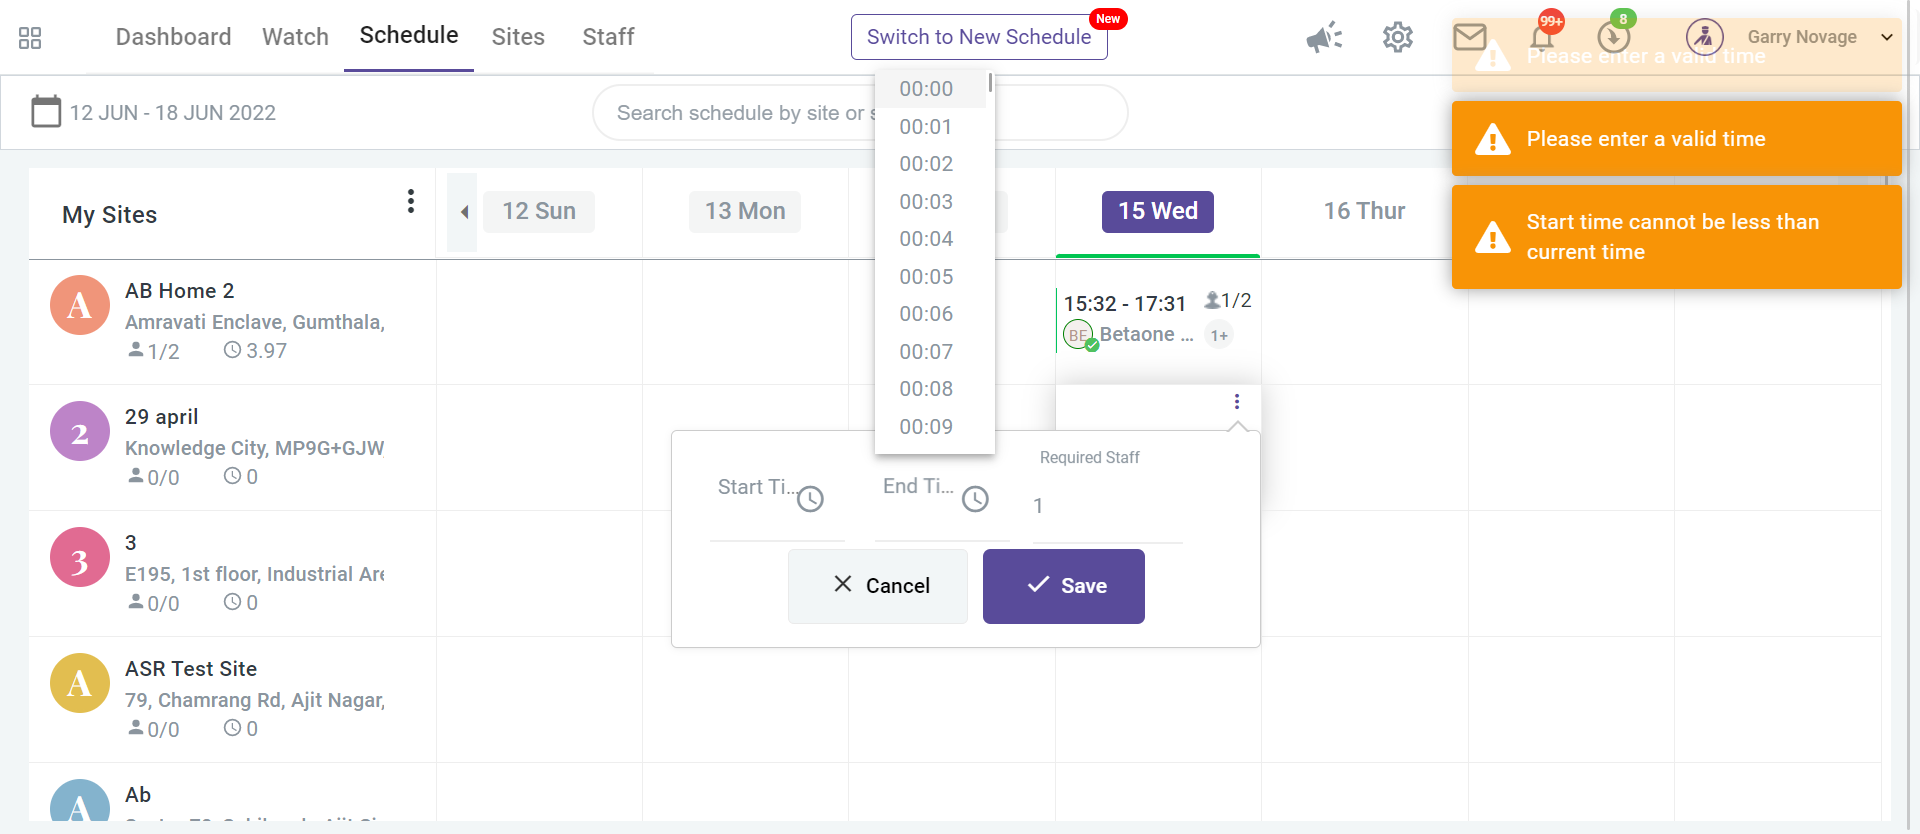 Dashboard
Watch
Schedule
Sites
Staff
Switch to New Schedule
New
99+
8
Garry Novage
Please enter a valid time
12 JUN - 18 JUN 2022
Search schedule by site or s
00:00
00:01
00:02
00:03
00:04
00:05
00:06
00:07
00:08
00:09
Please enter a valid time
Start time cannot be less than
current time
My Sites
12 Sun
13 Mon
15 Wed
16 Thur
A
AB Home 2
Amravati Enclave, Gumthala,
1/2
3.97
15:32 - 17:31
1/2
BE
Betaone ...
1+
2
29 april
Knowledge City, MP9G+GJW
0/0
0
Start Ti...
End Ti...
Required Staff
1
Cancel
Save
3
3
E195, 1st floor, Industrial Are
0/0
0
A
ASR Test Site
79, Chamrang Rd, Ajit Nagar,
0/0
0
A
Ab